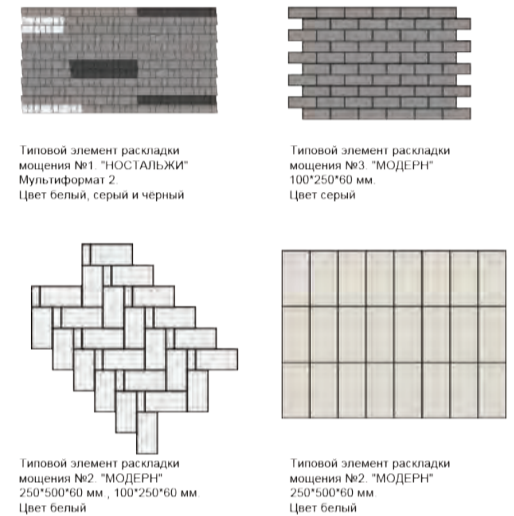 Типовой элемент раскладки
мощения №1. "НОСТАЛЬЖИ"
Мультиформат 2.
Цвет белый, серый и чёрный
Типовой элемент раскладки
мощения №3. "МОДЕРН"
100*250*60 мм.
Цвет серый
Типовой элемент раскладки
мощения №2. "МОДЕРН"
250*500*60 мм , 100*250*60 мм.
Цвет белый
Типовой элемент раскладки
мощения №2. "МОДЕРН"
250*500*60 мм.
Цвет белый